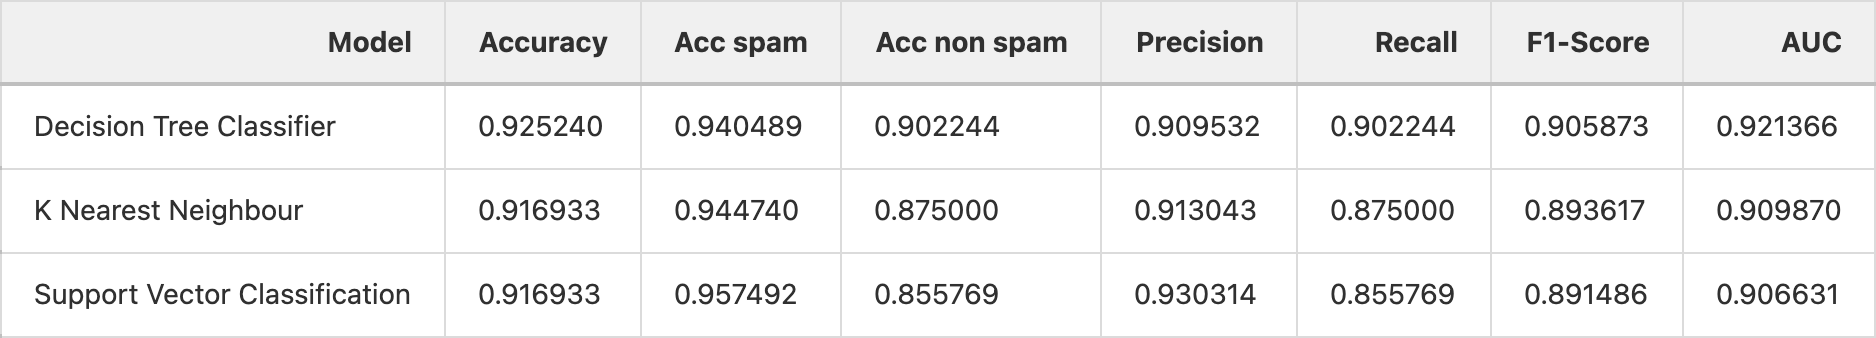 Model Accuracy Acc spam Acc non spam Precision Recall F1-Score AUC
Decision Tree Classifier 0.925240 0.940489 0.902244 0.909532 0.902244 0.905873 0.921366
K Nearest Neighbour 0.916933 0.944740 0.875000 0.913043 0.875000 0.893617 0.909870
Support Vector Classification 0.916933 0.957492 0.855769 0.930314 0.855769 0.891486 0.906631